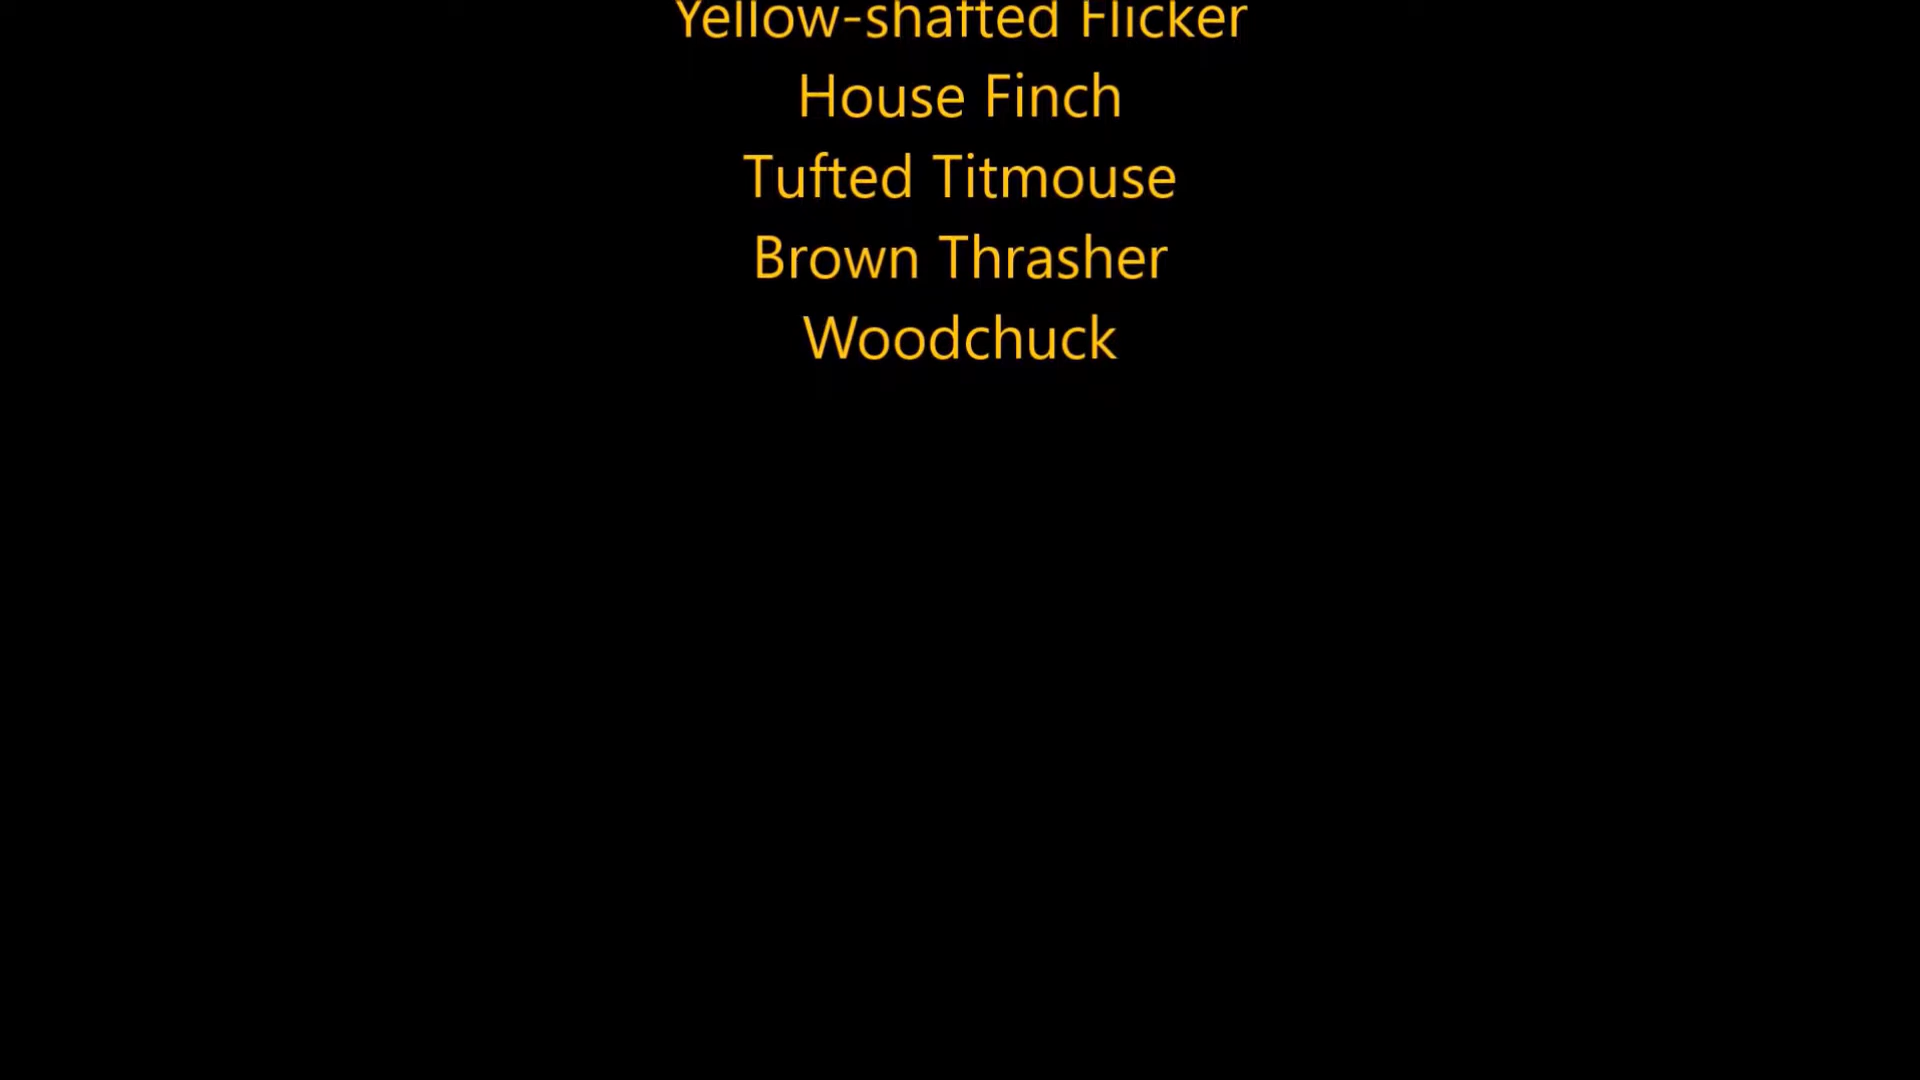 Yellow-shafted Flicker
House Finch
Tufted Titmouse
Brown Thrasher
Woodchuck